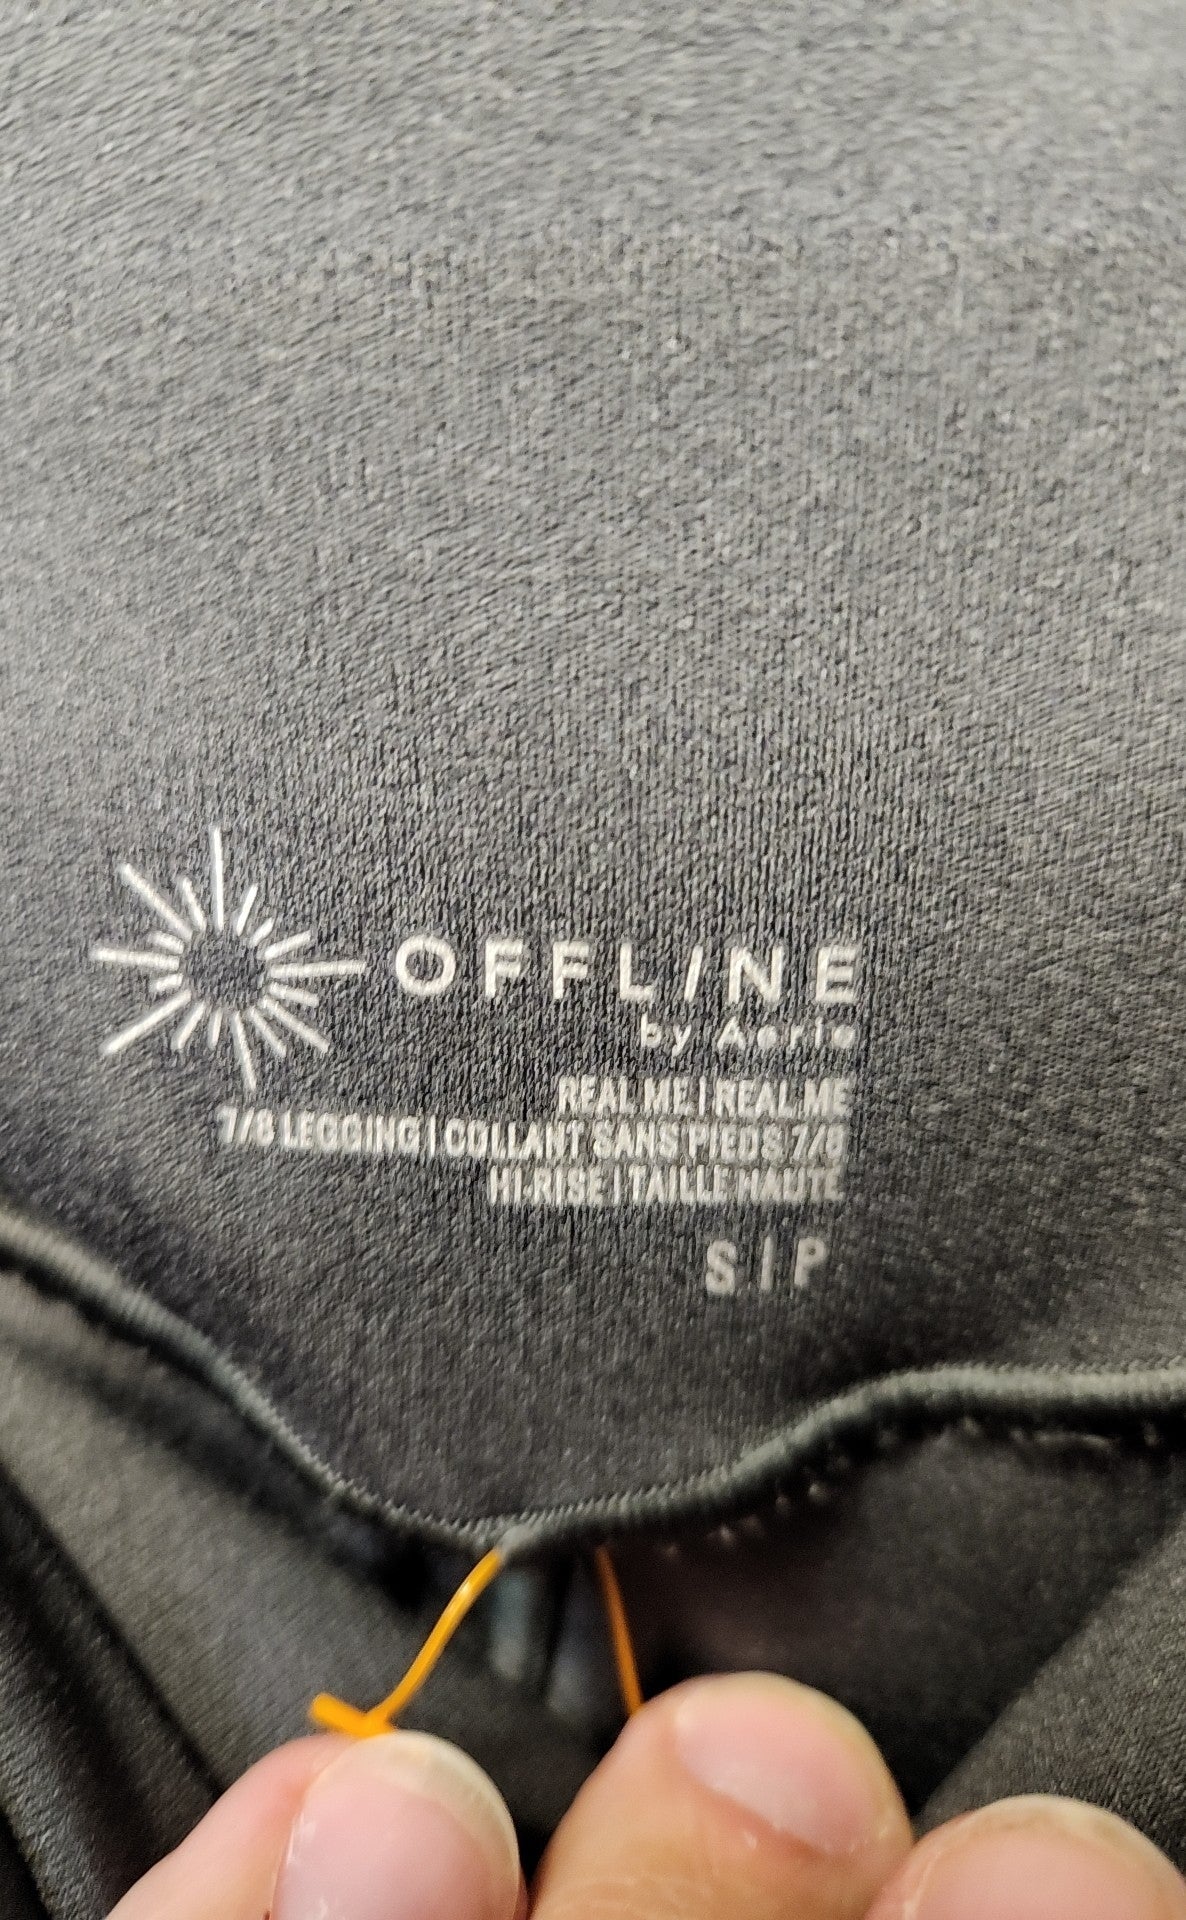 OFFLINE
by Aerie
REAL ME | REAL ME
7/8 LEGGING | COLLANT SANS PIEDS 7/8
HI-RISE | TAILLE HAUTE
S | P